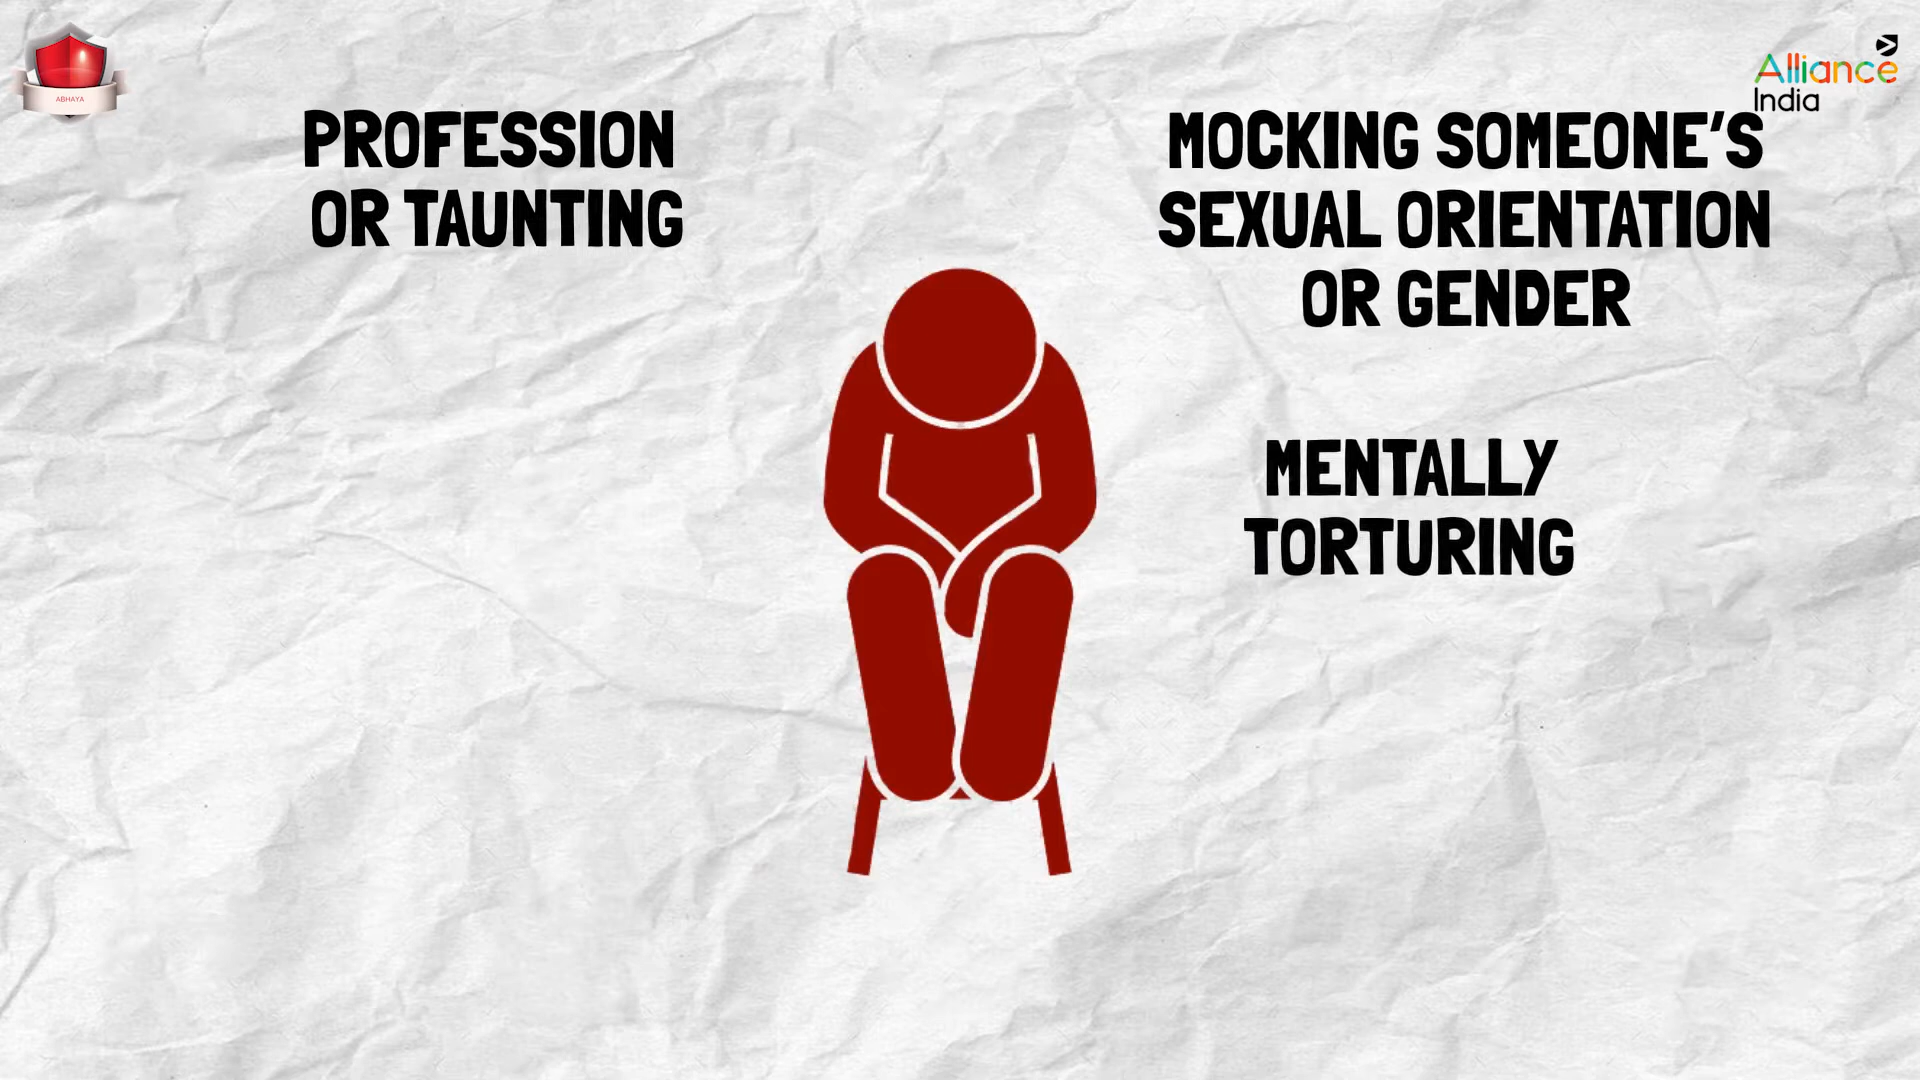 ABHAYA
Alliance
India
PROFESSION
OR TAUNTING
MOCKING SOMEONE’S
SEXUAL ORIENTATION
OR GENDER
MENTALLY
TORTURING